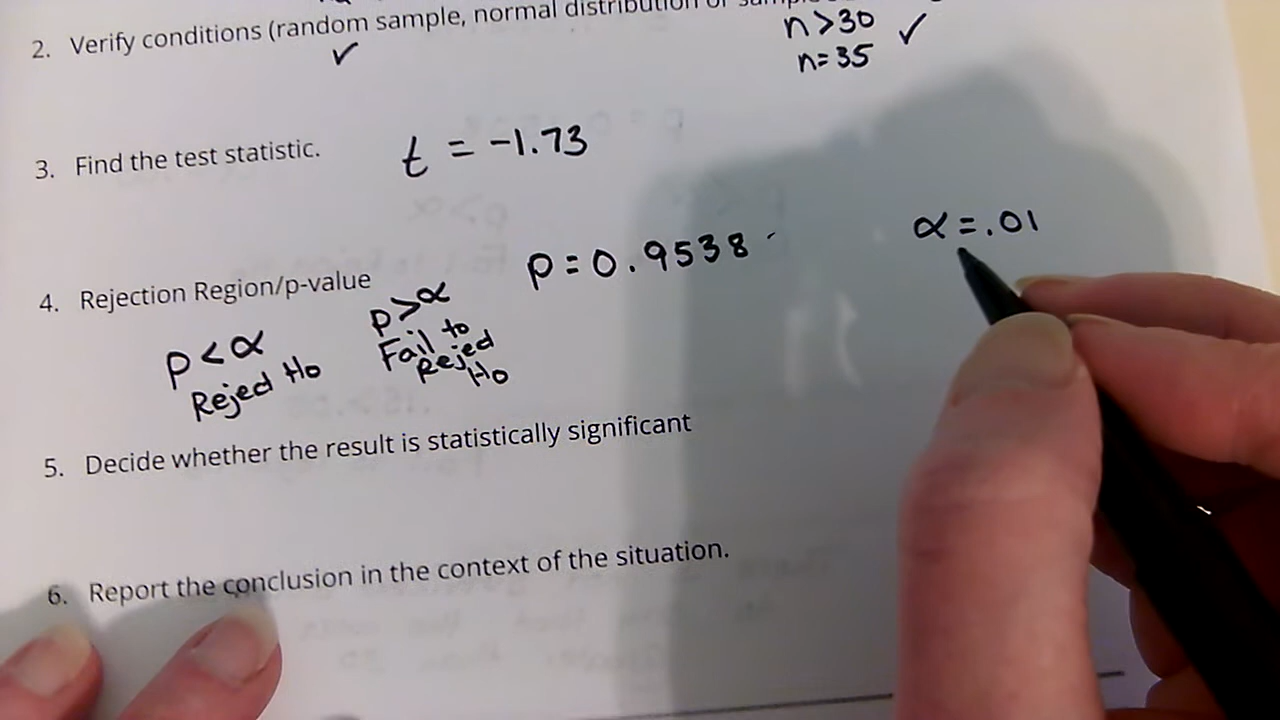 2. Verify conditions (random sample, normal distribution of
✓
n>30 ✓
n=35
3. Find the test statistic. t = -1.73
α=.01
4. Rejection Region/p-value p=0.9538
p<α
Rejed Ho
p>α
Fail to
Rejed
Ho
5. Decide whether the result is statistically significant
6. Report the conclusion in the context of the situation.